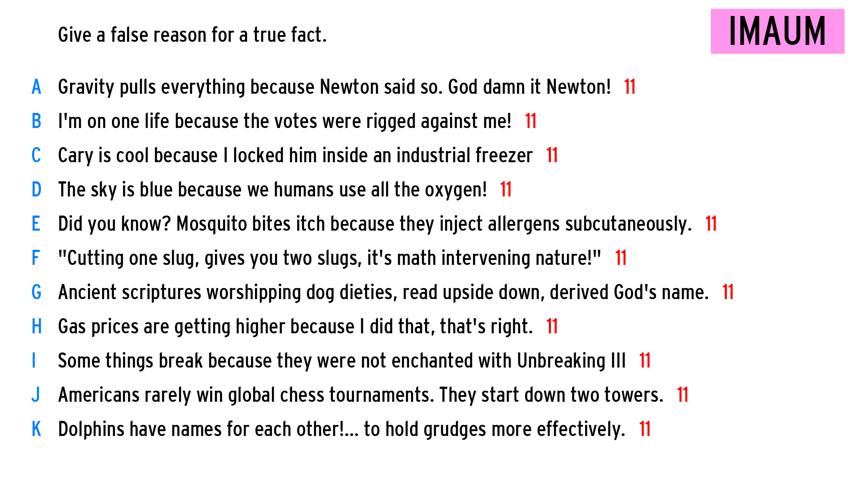 Give a false reason for a true fact.
IMAUM
A Gravity pulls everything because Newton said so. God damn it Newton! 11
B I'm on one life because the votes were rigged against me! 11
C Cary is cool because I locked him inside an industrial freezer 11
D The sky is blue because we humans use all the oxygen! 11
E Did you know? Mosquito bites itch because they inject allergens subcutaneously. 11
F "Cutting one slug, gives you two slugs, it's math intervening nature!" 11
G Ancient scriptures worshipping dog dieties, read upside down, derived God's name. 11
H Gas prices are getting higher because I did that, that's right. 11
I Some things break because they were not enchanted with Unbreaking III 11
J Americans rarely win global chess tournaments. They start down two towers. 11
K Dolphins have names for each other!... to hold grudges more effectively. 11